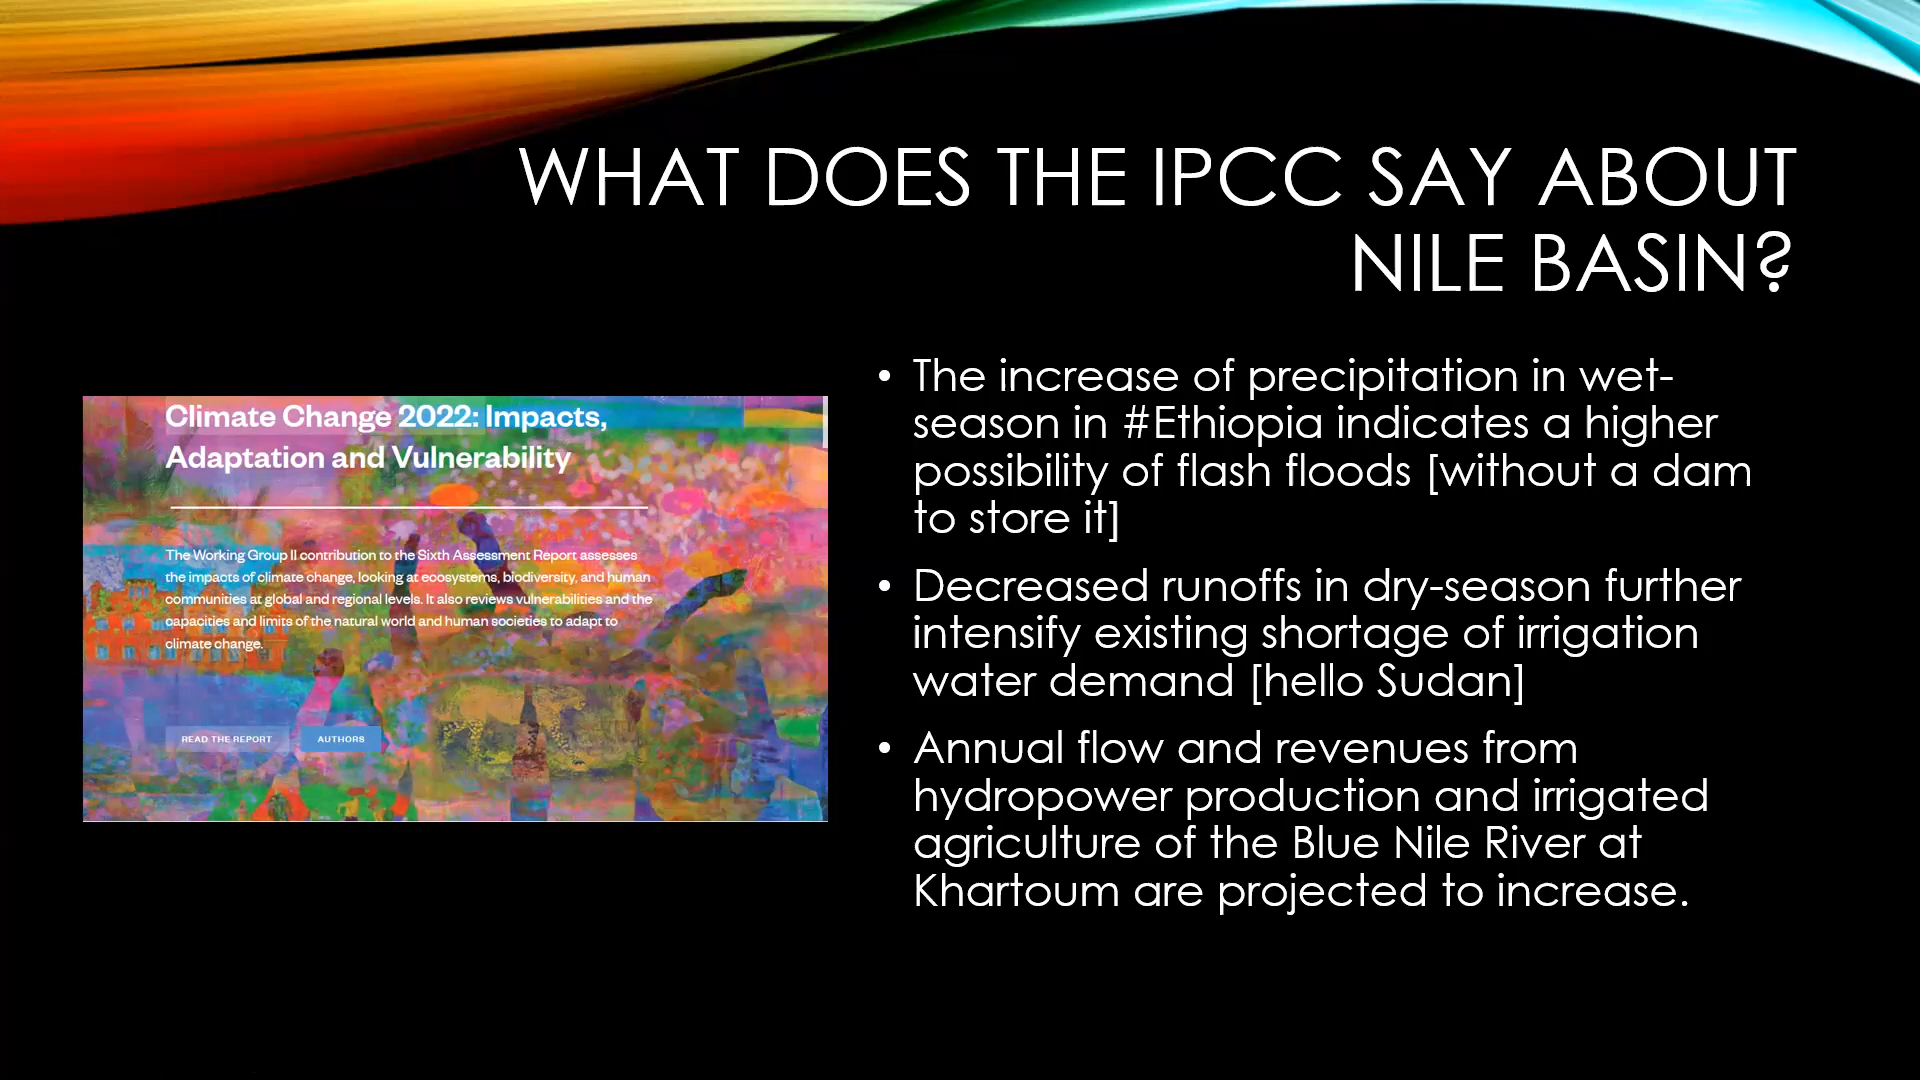 WHAT DOES THE IPCC SAY ABOUT
NILE BASIN?
Climate Change 2022: Impacts,
Adaptation and Vulnerability
The Working Group II contribution to the Sixth Assessment Report assesses
the impacts of climate change, looking at ecosystems, biodiversity, and human
communities at global and regional levels. It also reviews vulnerabilities and the
capacities and limits of the natural world and human societies to adapt to
climate change.
READ THE REPORT
AUTHORS
• The increase of precipitation in wet-
season in #Ethiopia indicates a higher
possibility of flash floods [without a dam
to store it]
• Decreased runoffs in dry-season further
intensify existing shortage of irrigation
water demand [hello Sudan]
• Annual flow and revenues from
hydropower production and irrigated
agriculture of the Blue Nile River at
Khartoum are projected to increase.